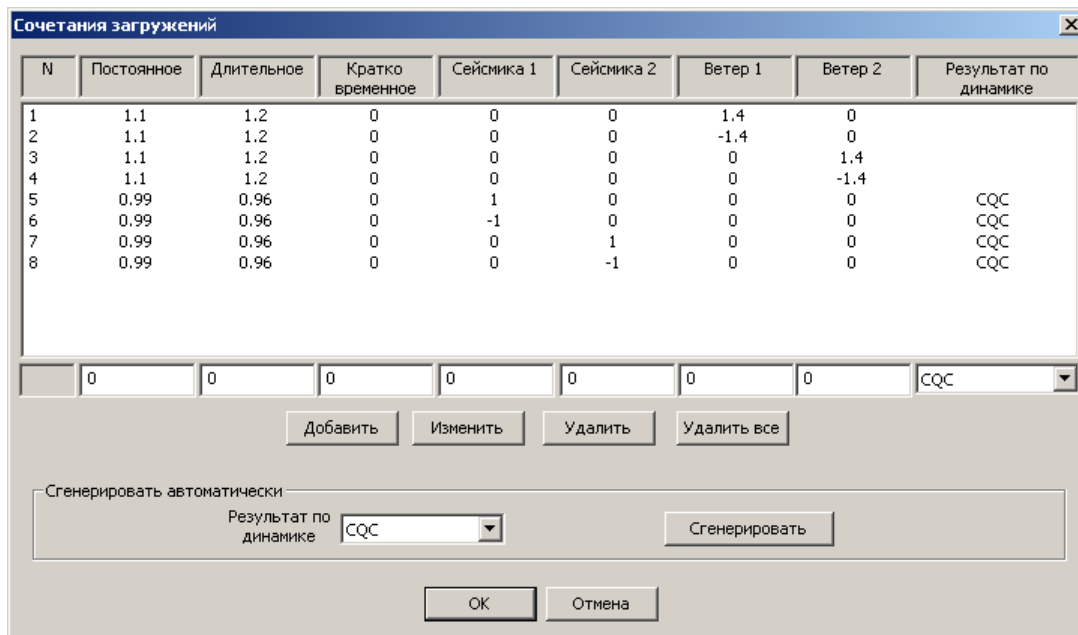 Сочетания загружений
N Постоянное Длительное Кратко временное Сейсмика 1 Сейсмика 2 Ветер 1 Ветер 2 Результат по динамике
1 1.1 1.2 0 0 0 1.4 0
2 1.1 1.2 0 0 0 -1.4 0
3 1.1 1.2 0 0 0 0 1.4
4 1.1 1.2 0 0 0 0 -1.4
5 0.99 0.96 0 1 0 0 0 CQC
6 0.99 0.96 0 -1 0 0 0 CQC
7 0.99 0.96 0 0 1 0 0 CQC
8 0.99 0.96 0 0 -1 0 0 CQC
0 0 0 0 0 0 0 CQC
Добавить Изменить Удалить Удалить все
Сгенерировать автоматически
Результат по динамике CQC Сгенерировать
OK Отмена